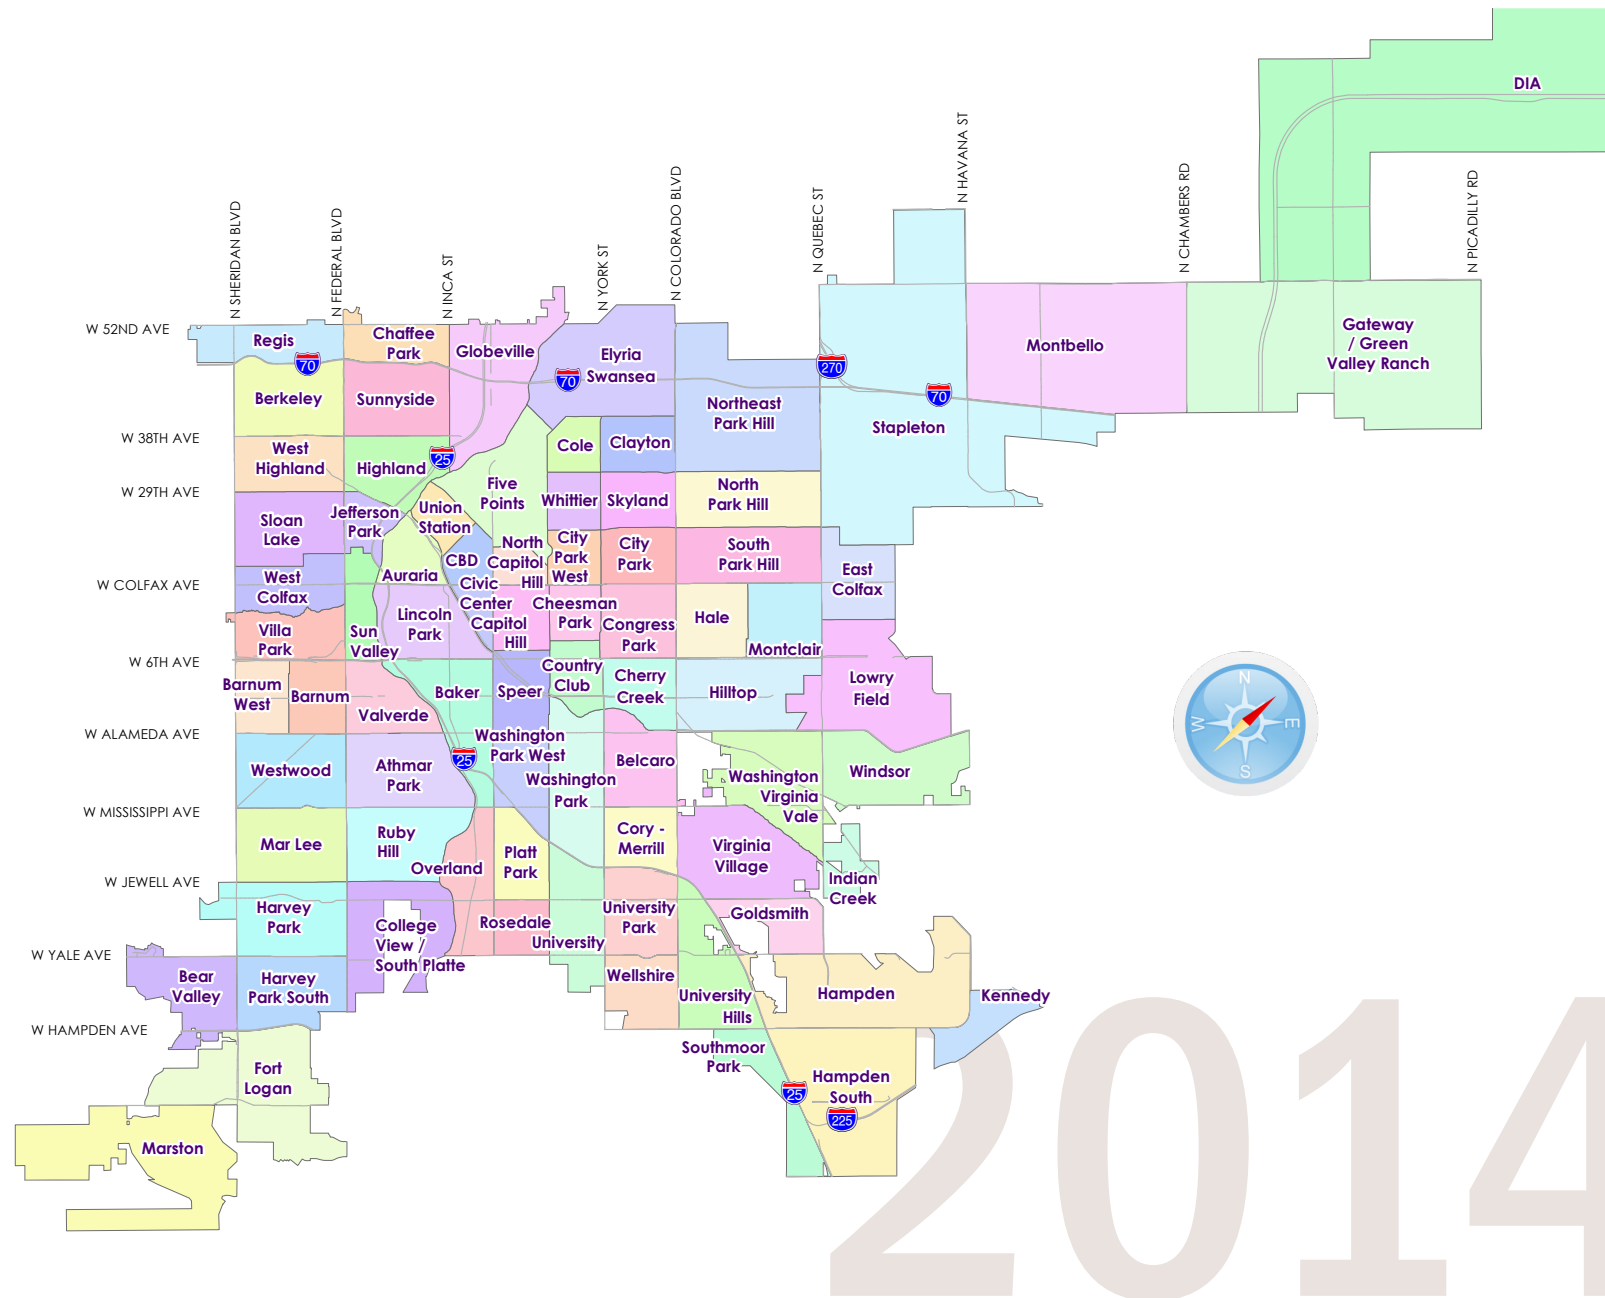 DIA
N HAVANA ST
N CHAMBERS RD
N PICADILLY RD
N COLORADO BLVD
N QUEBEC ST
N SHERIDAN BLVD
N FEDERAL BLVD
N INCA ST
N YORK ST
W 52ND AVE
Regis
70
Chaffee
Park
Globeville
Elyria
Swansea
70
270
70
Montbello
Gateway
/ Green
Valley Ranch
Berkeley
Sunnyside
Northeast
Park Hill
Stapleton
W 38TH AVE
West
Highland
Highland
25
Cole
Clayton
W 29TH AVE
Sloan
Lake
Jefferson
Park
Union
Station
Five
Points
Whittier
Skyland
North
Park Hill
CBD
North
Capitol
Hill
City
Park
West
City
Park
South
Park Hill
East
Colfax
W COLFAX AVE
West
Colfax
Auraria
Civic
Center
Lincoln
Park
Capitol
Hill
Cheesman
Park
Congress
Park
Hale
Montclair
Villa
Park
Sun
Valley
W 6TH AVE
Barnum
West
Barnum
Valverde
Baker
Speer
Country
Club
Cherry
Creek
Hilltop
Lowry
Field
N
E
S
W
W ALAMEDA AVE
Westwood
Athmar
Park
25
Washington
Park West
Washington
Park
Belcaro
Washington
Virginia
Vale
Windsor
W MISSISSIPPI AVE
Mar Lee
Ruby
Hill
Overland
Platt
Park
Cory -
Merrill
Virginia
Village
Indian
Creek
W JEWELL AVE
Harvey
Park
College
View /
South Platte
Rosedale
University
University
Park
Goldsmith
W YALE AVE
Bear
Valley
Harvey
Park South
Wellshire
University
Hills
Hampden
Kennedy
W HAMPDEN AVE
Fort
Logan
Southmoor
Park
Hampden
South
25
225
Marston
2014